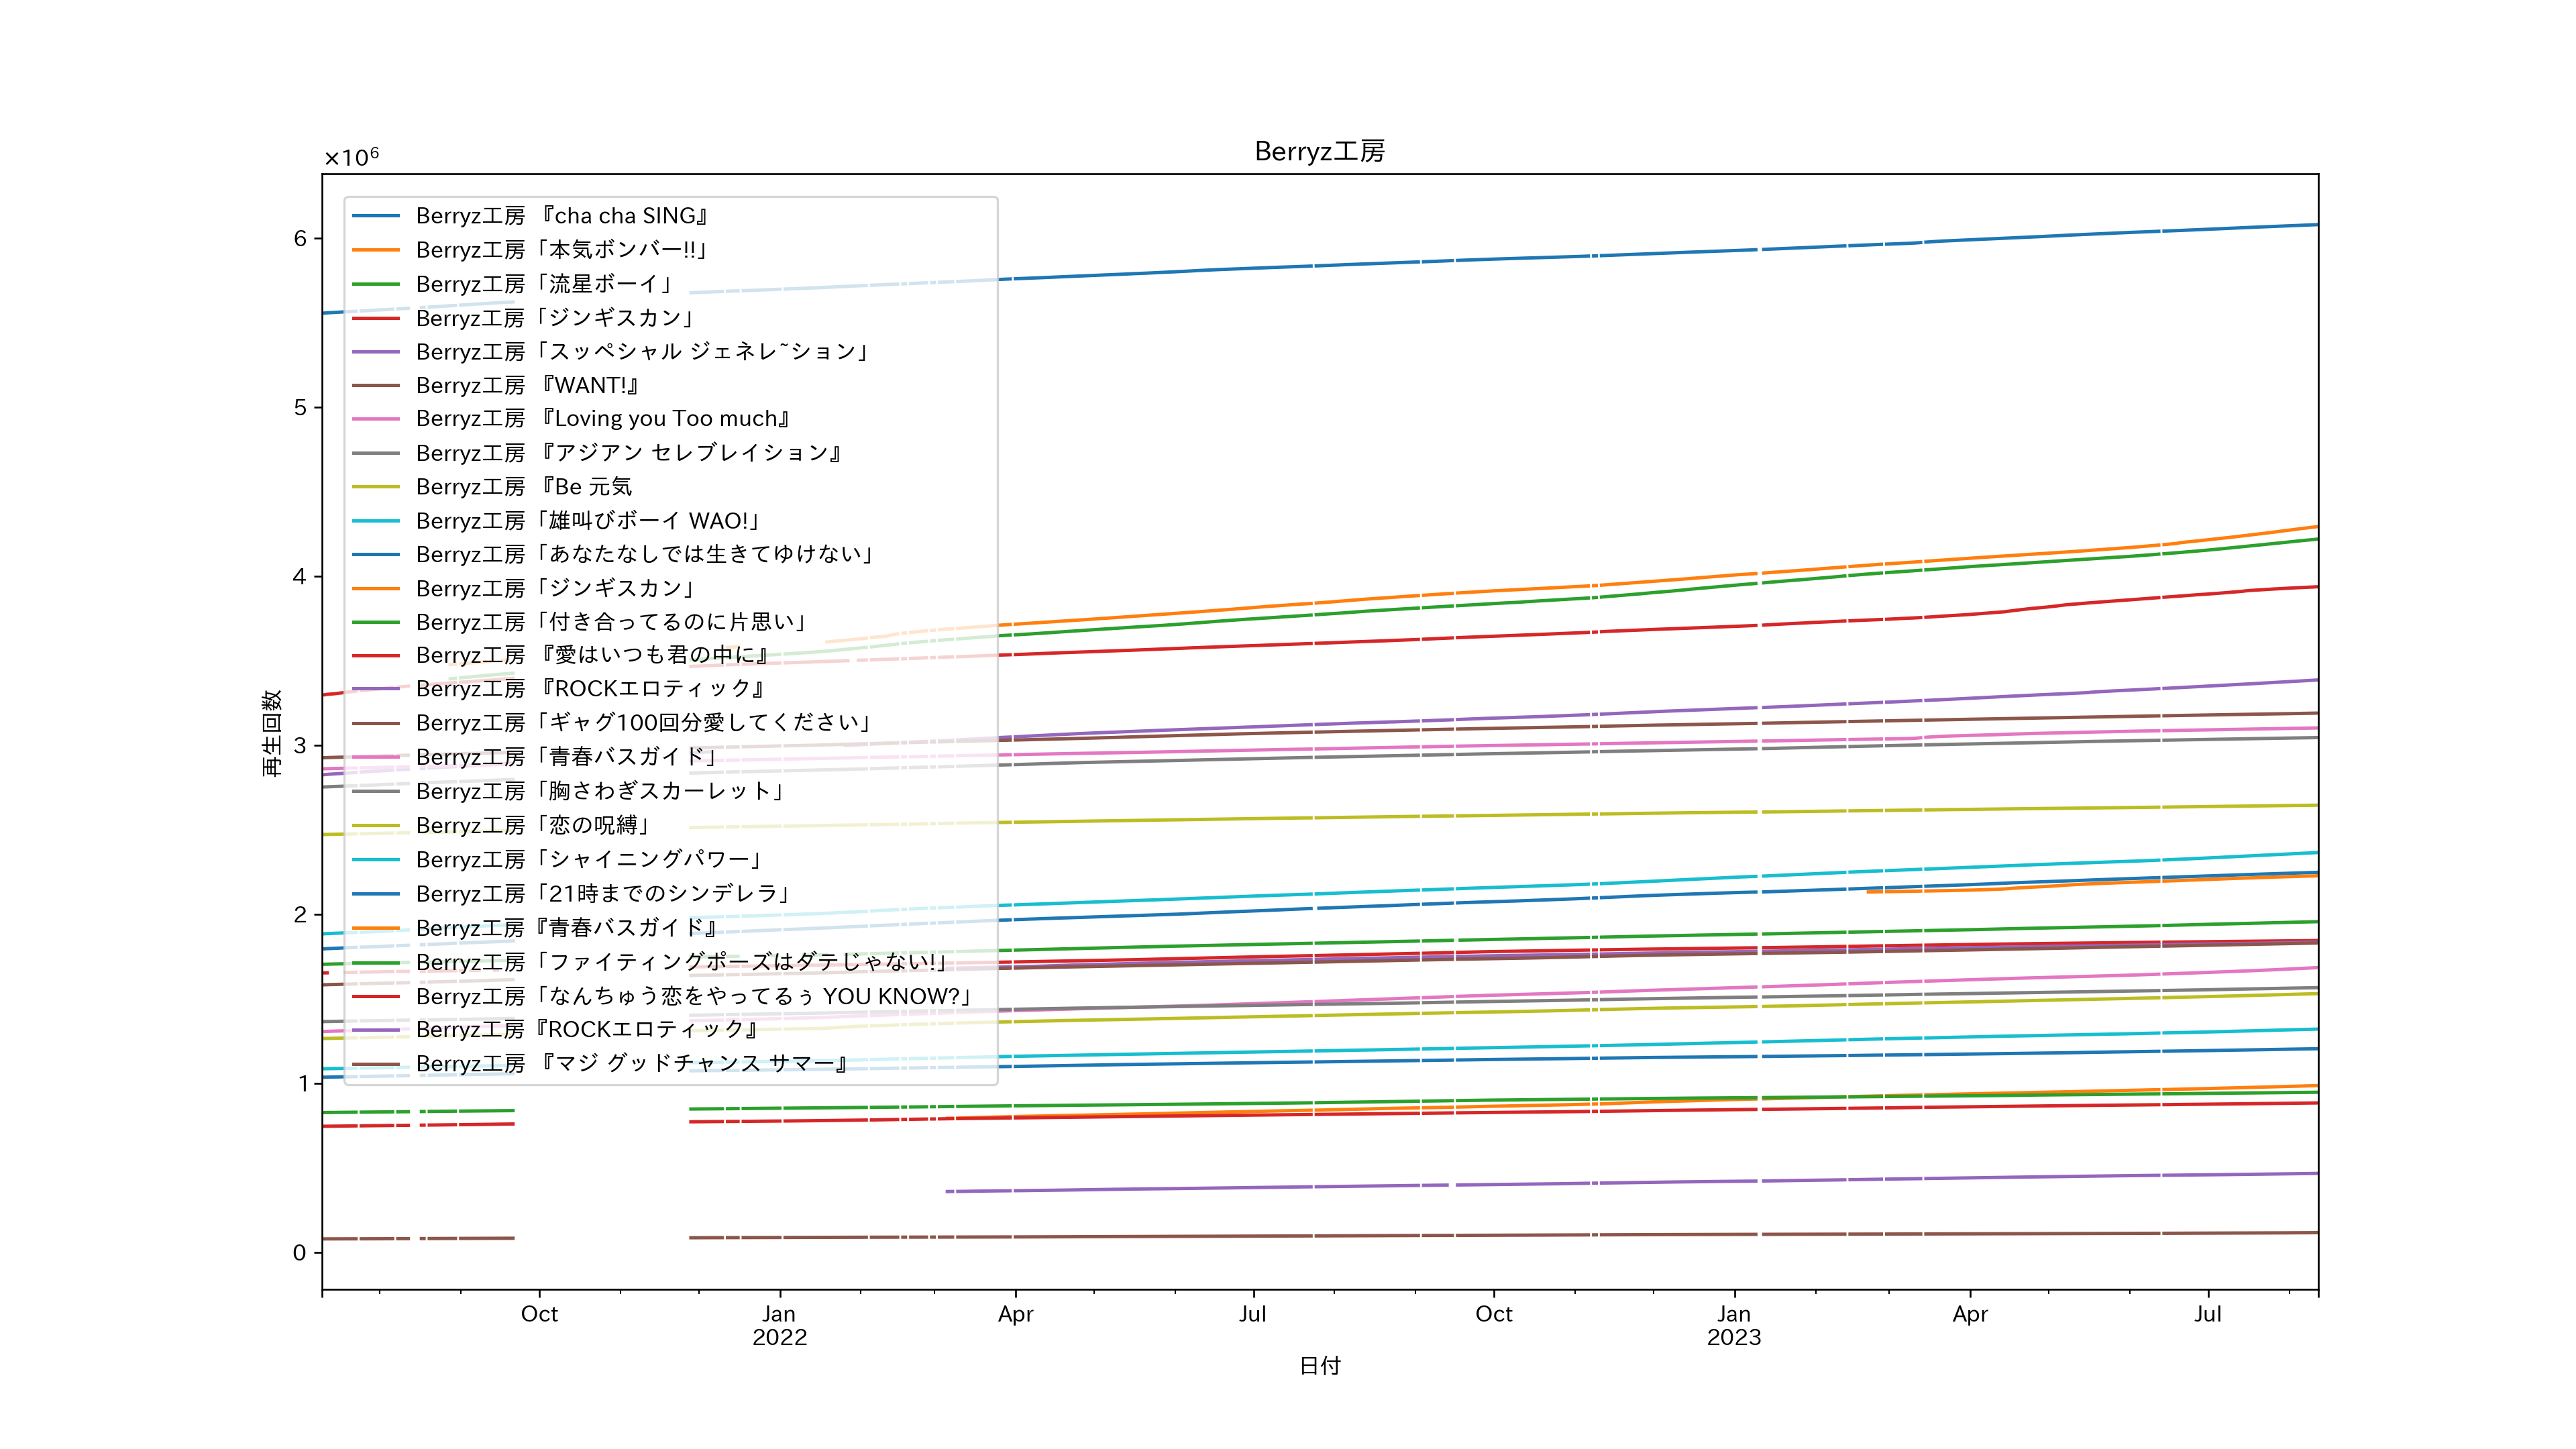 Berryz工房
×10⁶
Berryz工房 『cha cha SING』
Berryz工房「本気ボンバー!!」
Berryz工房「流星ボーイ」
Berryz工房「ジンギスカン」
Berryz工房「スッペシャル ジェネレ~ション」
Berryz工房 『WANT!』
Berryz工房 『Loving you Too much』
Berryz工房 『アジアン セレブレイション』
Berryz工房 『Be 元気
Berryz工房「雄叫びボーイ WAO!」
Berryz工房「あなたなしでは生きてゆけない」
Berryz工房「ジンギスカン」
Berryz工房「付き合ってるのに片思い」
Berryz工房 『愛はいつも君の中に』
Berryz工房 『ROCKエロティック』
Berryz工房「ギャグ100回分愛してください」
Berryz工房「青春バスガイド」
Berryz工房「胸さわぎスカーレット」
Berryz工房「恋の呪縛」
Berryz工房「シャイニングパワー」
Berryz工房「21時までのシンデレラ」
Berryz工房『青春バスガイド』
Berryz工房「ファイティングポーズはダテじゃない!」
Berryz工房「なんちゅう恋をやってるぅ YOU KNOW?」
Berryz工房『ROCKエロティック』
Berryz工房 『マジ グッドチャンス サマー』
6
5
4
3
2
1
0
再生回数
Oct Jan Apr Jul Oct Jan Apr Jul
2022 2023
日付